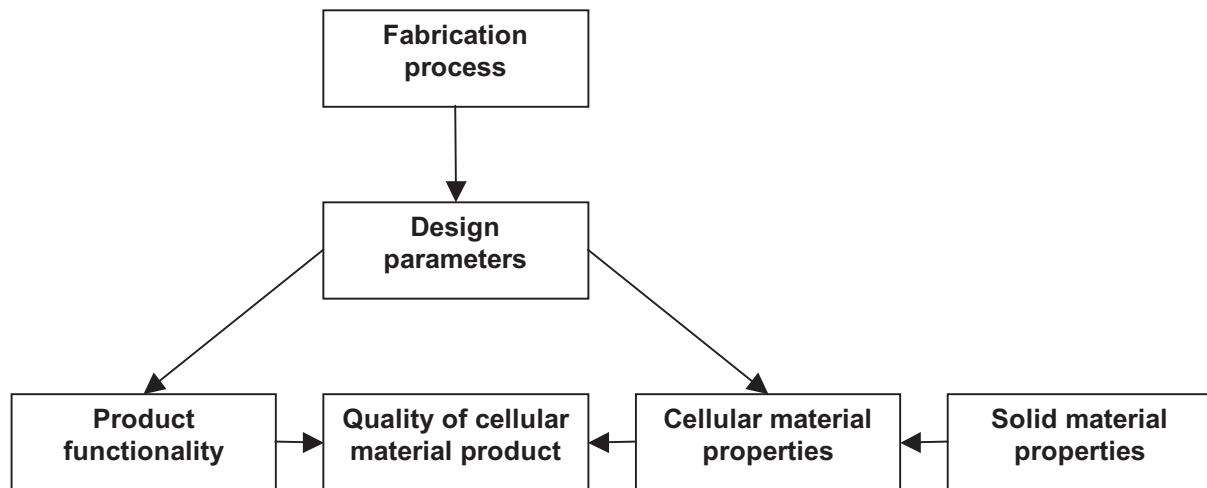 Fabrication
process
Design
parameters
Product
functionality
Quality of cellular
material product
Cellular material
properties
Solid material
properties